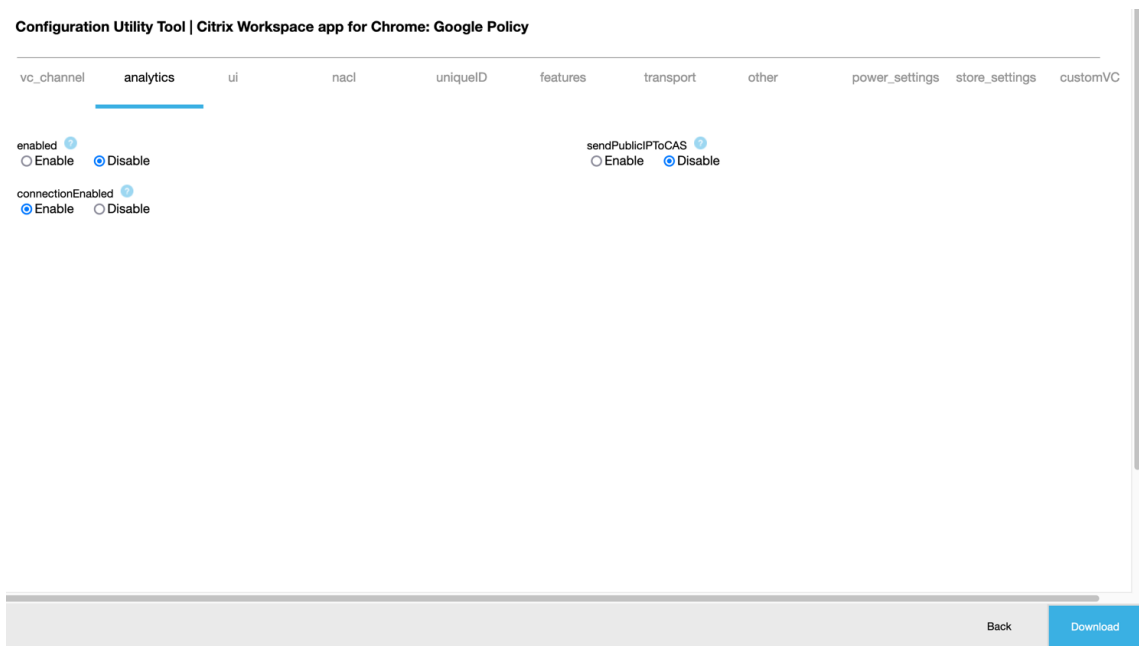 Configuration Utility Tool | Citrix Workspace app for Chrome: Google Policy
vc_channel analytics ui nacl uniqueID features transport other power_settings store_settings customVC
enabled ?
Enable Disable
sendPublicIPToCAS ?
Enable Disable
connectionEnabled ?
Enable Disable
Back Download